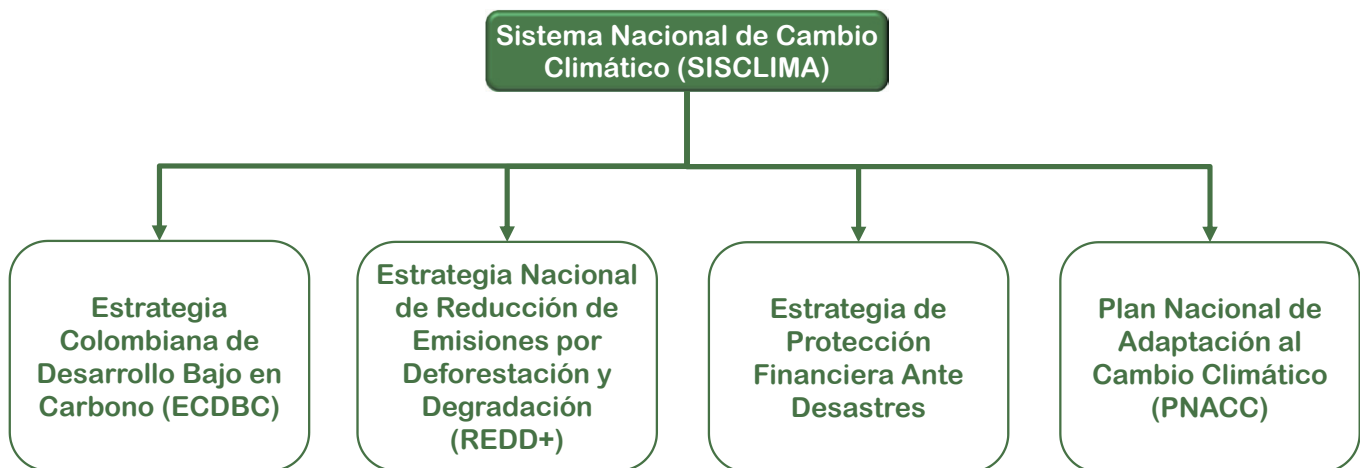 Sistema Nacional de Cambio
Climático (SISCLIMA)
Estrategia
Colombiana de
Desarrollo Bajo en
Carbono (ECDBC)
Estrategia Nacional
de Reducción de
Emisiones por
Deforestación y
Degradación
(REDD+)
Estrategia de
Protección
Financiera Ante
Desastres
Plan Nacional de
Adaptación al
Cambio Climático
(PNACC)